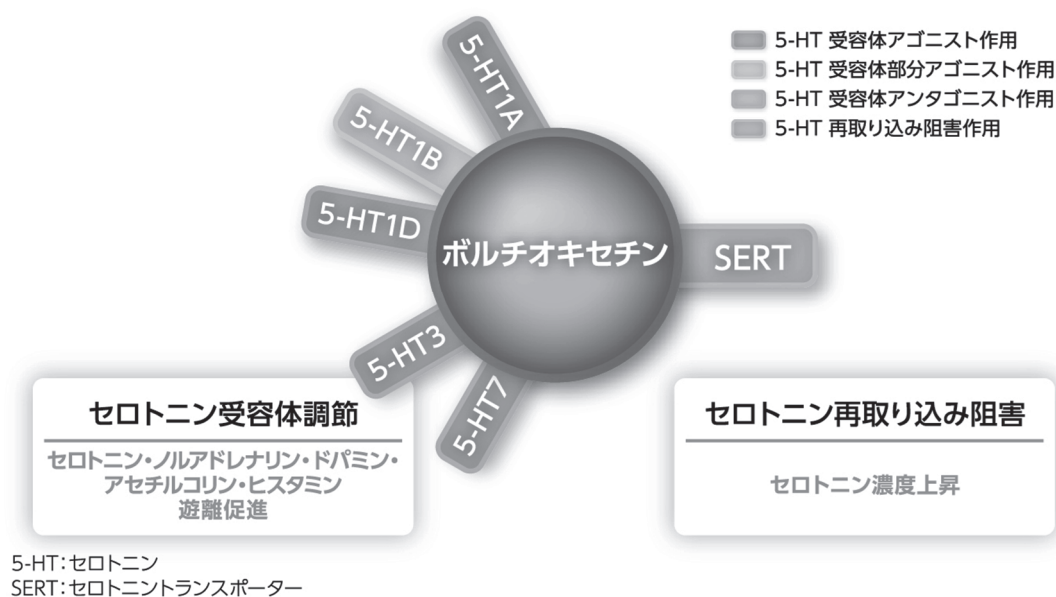 5-HT 受容体アゴニスト作用
5-HT 受容体部分アゴニスト作用
5-HT 受容体アンタゴニスト作用
5-HT 再取り込み阻害作用
5-HT1A
5-HT1B
5-HT1D
5-HT3
5-HT7
ボルチオキセチン
SERT
セロトニン受容体調節
セロトニン・ノルアドレナリン・ドパミン・
アセチルコリン・ヒスタミン
遊離促進
セロトニン再取り込み阻害
セロトニン濃度上昇
5-HT：セロトニン
SERT：セロトニントランスポーター